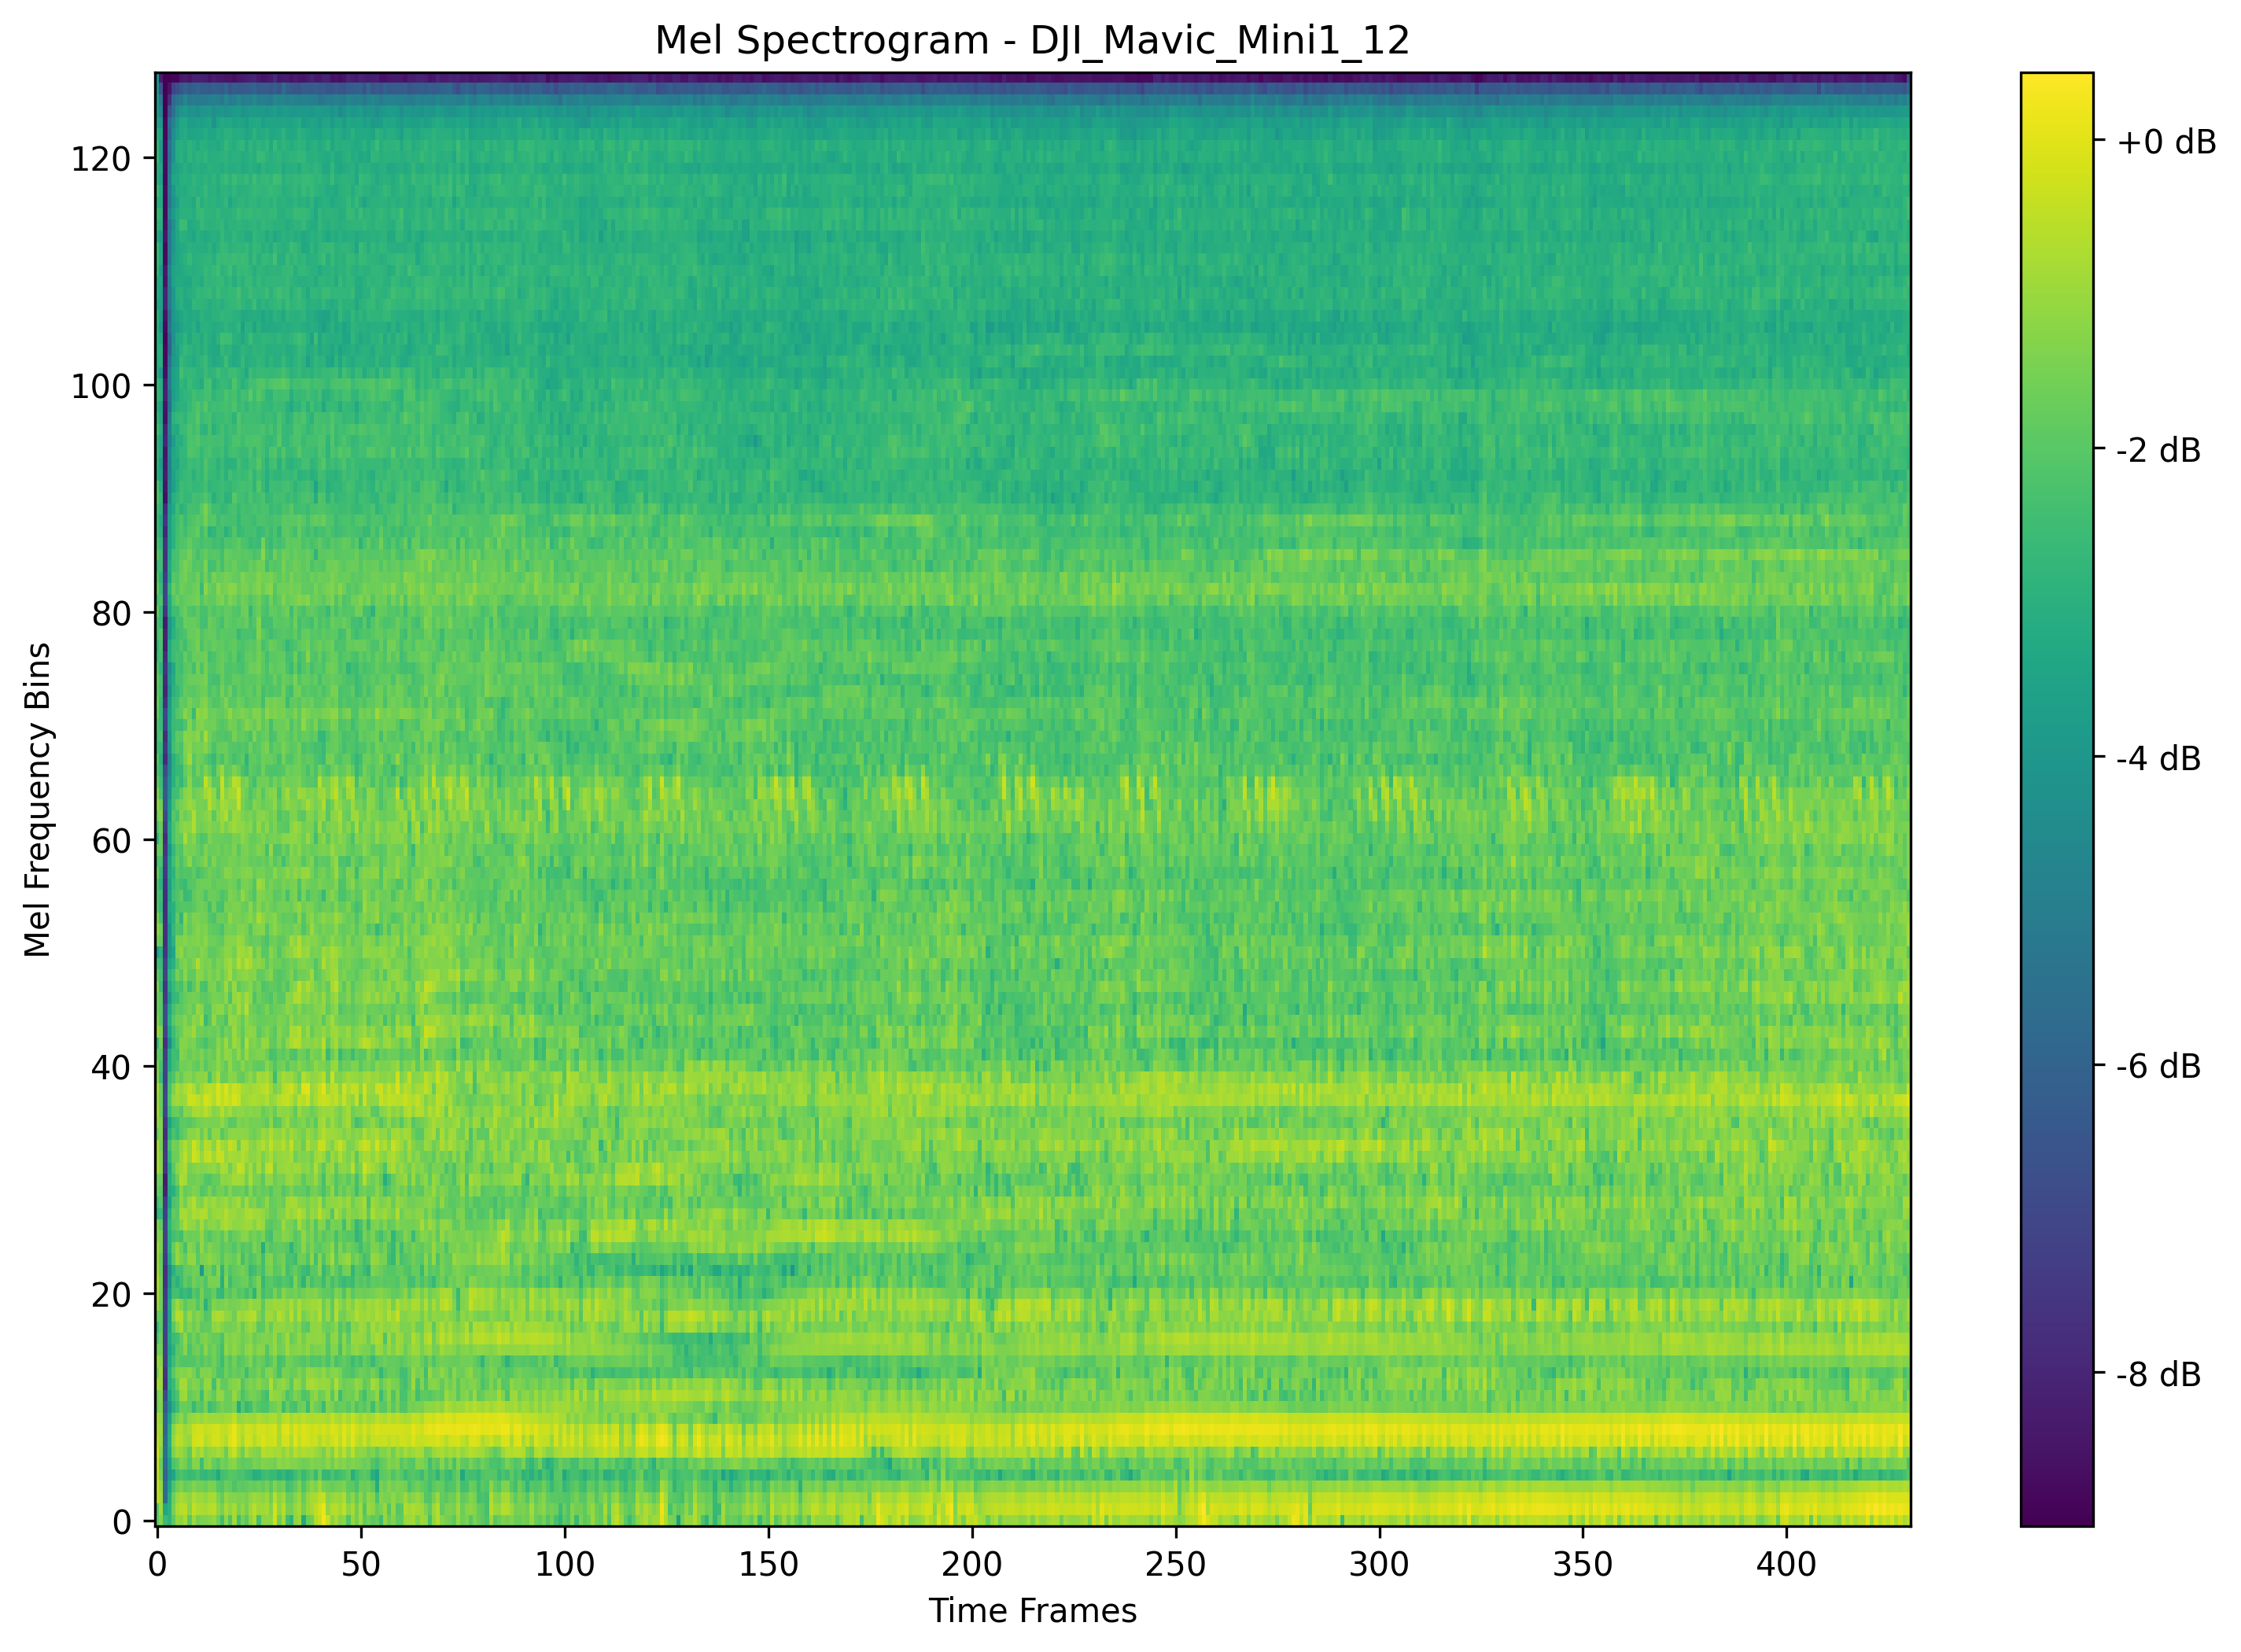 Mel Spectrogram - DJI_Mavic_Mini1_12
Mel Frequency Bins
120
100
80
60
40
20
0
0 50 100 150 200 250 300 350 400
Time Frames
+0 dB
-2 dB
-4 dB
-6 dB
-8 dB